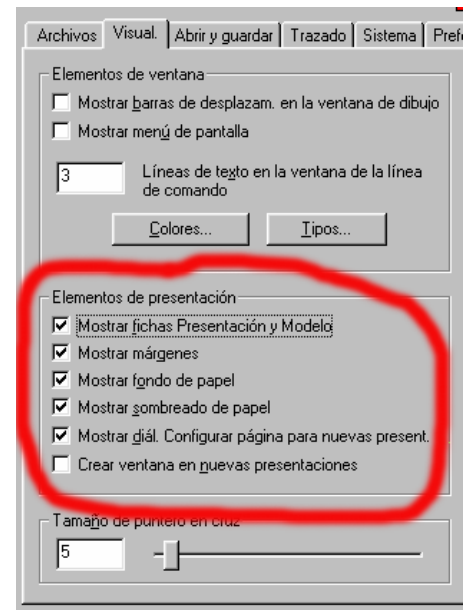 Archivos Visual. Abrir y guardar Trazado Sistema Pref
Elementos de ventana
Mostrar barras de desplazam. en la ventana de dibujo
Mostrar menú de pantalla
3 Líneas de texto en la ventana de la línea
de comando
Colores... Tipos...
Elementos de presentación
Mostrar fichas Presentación y Modelo
Mostrar márgenes
Mostrar fondo de papel
Mostrar sombreado de papel
Mostrar diál. Configurar página para nuevas present.
Crear ventana en nuevas presentaciones
Tamaño de puntero en cruz
5